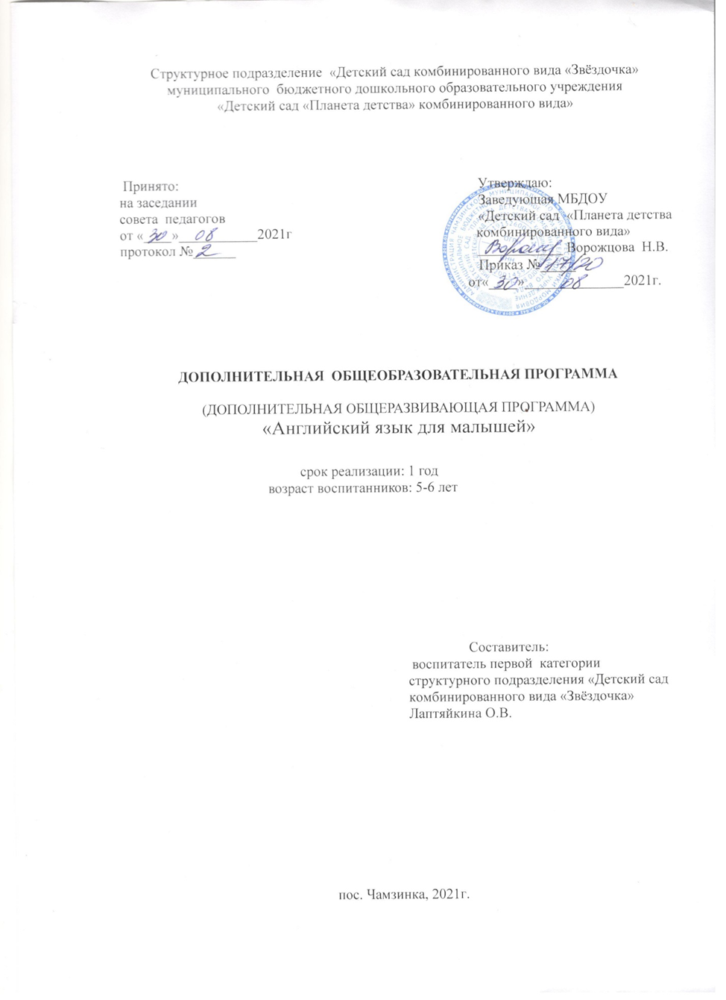 Структурное подразделение «Детский сад комбинированного вида «Звёздочка»
муниципального бюджетного дошкольного образовательного учреждения
«Детский сад «Планета детства» комбинированного вида»
Принято:
на заседании
совета педагогов
от «30» 08 2021г
протокол № 2
Утверждаю:
Заведующая МБДОУ
«Детский сад «Планета детства
комбинированного вида»
Ворожцова Н.В.
Приказ № 17/20
от«30» 08 2021г.
ДОПОЛНИТЕЛЬНАЯ ОБЩЕОБРАЗОВАТЕЛЬНАЯ ПРОГРАММА
(ДОПОЛНИТЕЛЬНАЯ ОБЩЕРАЗВИВАЮЩАЯ ПРОГРАММА)
«Английский язык для малышей»
срок реализации: 1 год
возраст воспитанников: 5-6 лет
Составитель:
воспитатель первой категории
структурного подразделения «Детский сад
комбинированного вида «Звёздочка»
Лаптяйкина О.В.
пос. Чамзинка, 2021г.